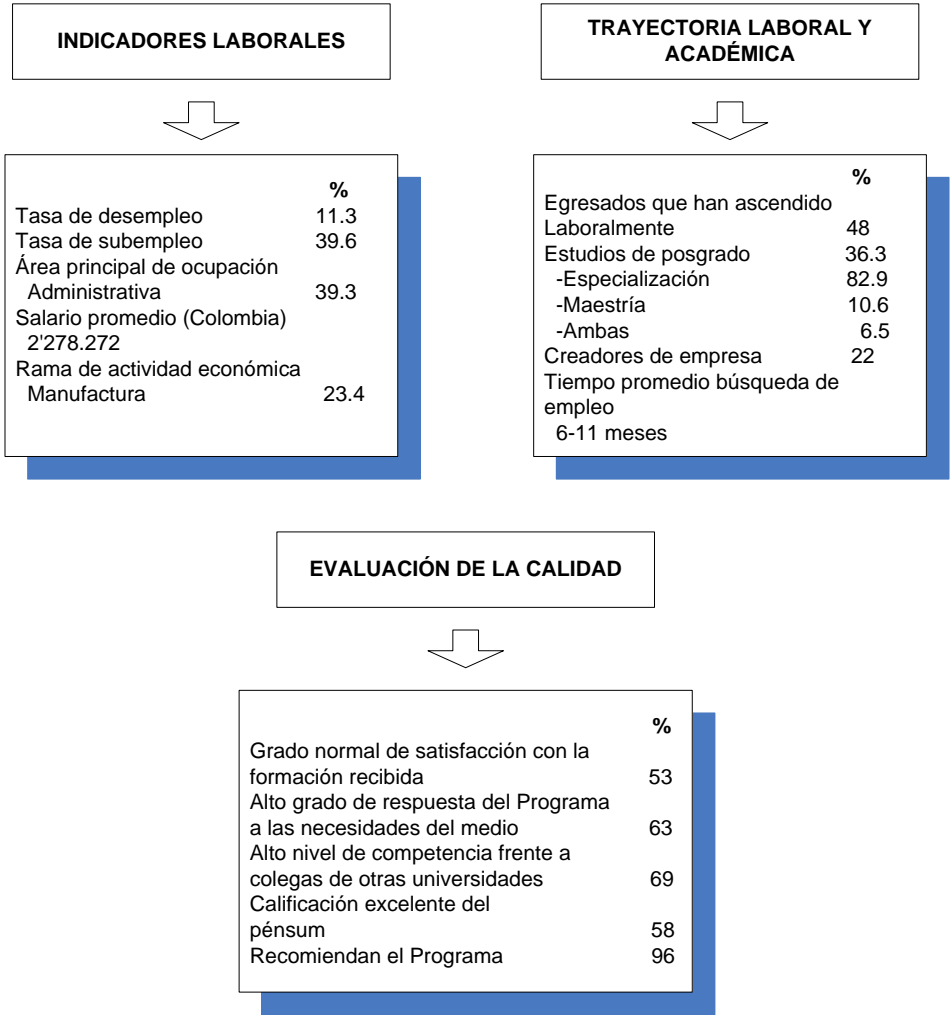 INDICADORES LABORALES
%
Tasa de desempleo 11.3
Tasa de subempleo 39.6
Área principal de ocupación
Administrativa 39.3
Salario promedio (Colombia)
2'278.272
Rama de actividad económica
Manufactura 23.4
TRAYECTORIA LABORAL Y
ACADÉMICA
%
Egresados que han ascendido
Laboralmente 48
Estudios de posgrado 36.3
-Especialización 82.9
-Maestría 10.6
-Ambas 6.5
Creadores de empresa 22
Tiempo promedio búsqueda de
empleo
6-11 meses
EVALUACIÓN DE LA CALIDAD
%
Grado normal de satisfacción con la
formación recibida 53
Alto grado de respuesta del Programa
a las necesidades del medio 63
Alto nivel de competencia frente a
colegas de otras universidades 69
Calificación excelente del
pénsum 58
Recomiendan el Programa 96